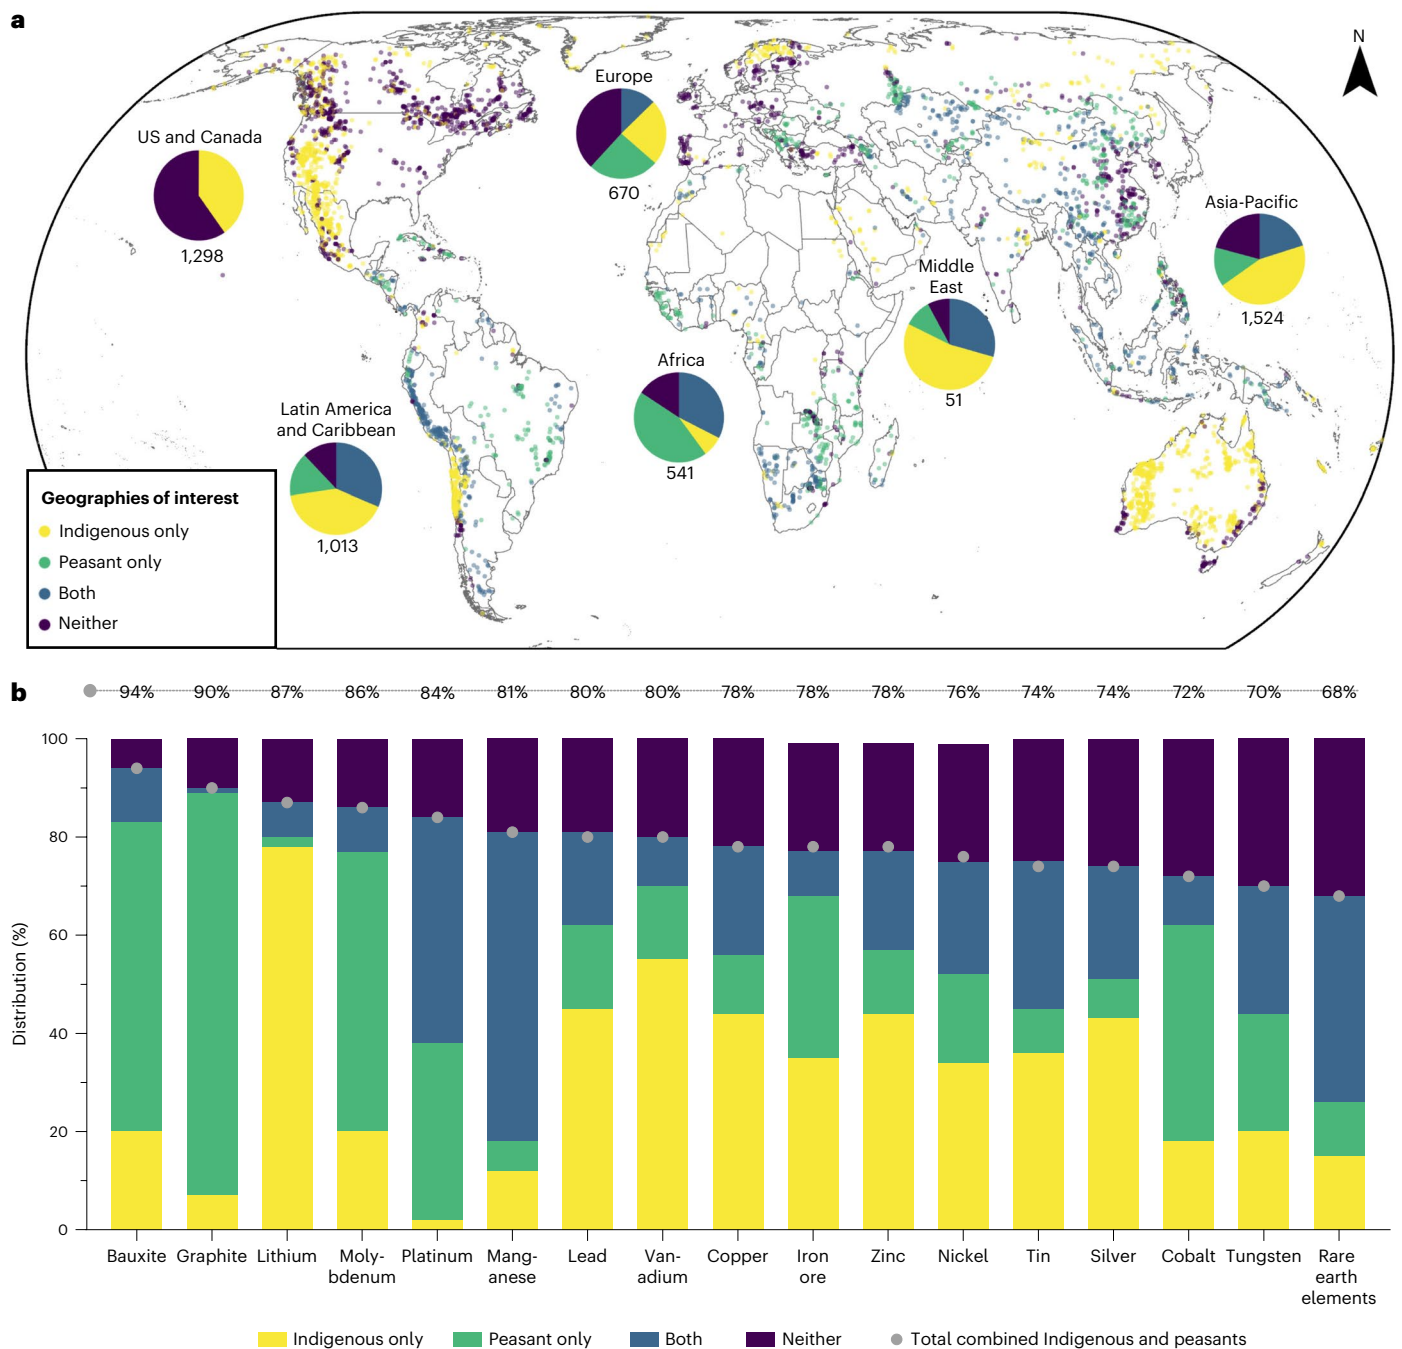 a
N
Europe
670
US and Canada
1,298
Asia-Pacific
1,524
Middle
East
51
Africa
541
Latin America
and Caribbean
1,013
Geographies of interest
Indigenous only
Peasant only
Both
Neither
b
94% 90% 87% 86% 84% 81% 80% 80% 78% 78% 78% 76% 74% 74% 72% 70% 68%
Distribution (%)
100
80
60
40
20
0
Bauxite Graphite Lithium Moly- Platinum Mang- Lead Van- Copper Iron Zinc Nickel Tin Silver Cobalt Tungsten Rare
bdenum anese adium ore earth
elements
Indigenous only Peasant only Both Neither Total combined Indigenous and peasants